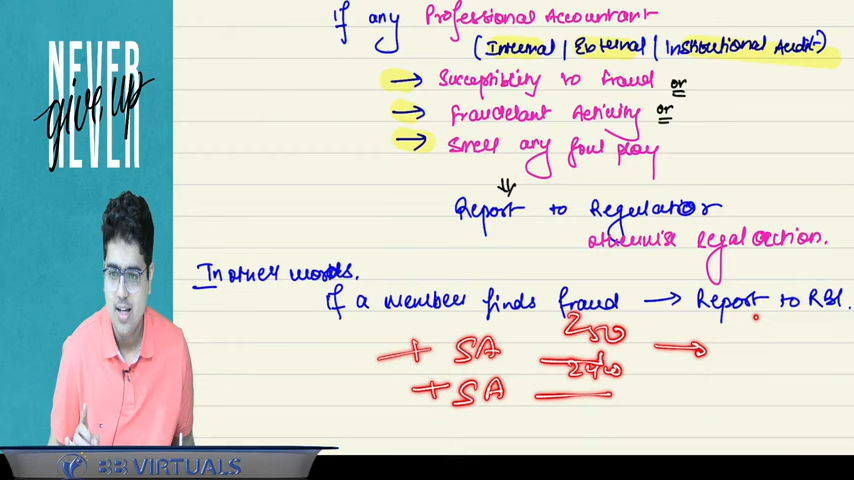 NEVER
give up
NEVER
If any Professional Accountant
(Internal | External | Institutional Audit)
→ Susceptibility to fraud or
→ Fraudelant Activity or
→ Smell any foul play
⇓
Report to Regulator
otherwise legal action.
In other words.
If a member finds fraud → Report to RBI.
+ SA 250 →
+ SA 240
BB VIRTUALS